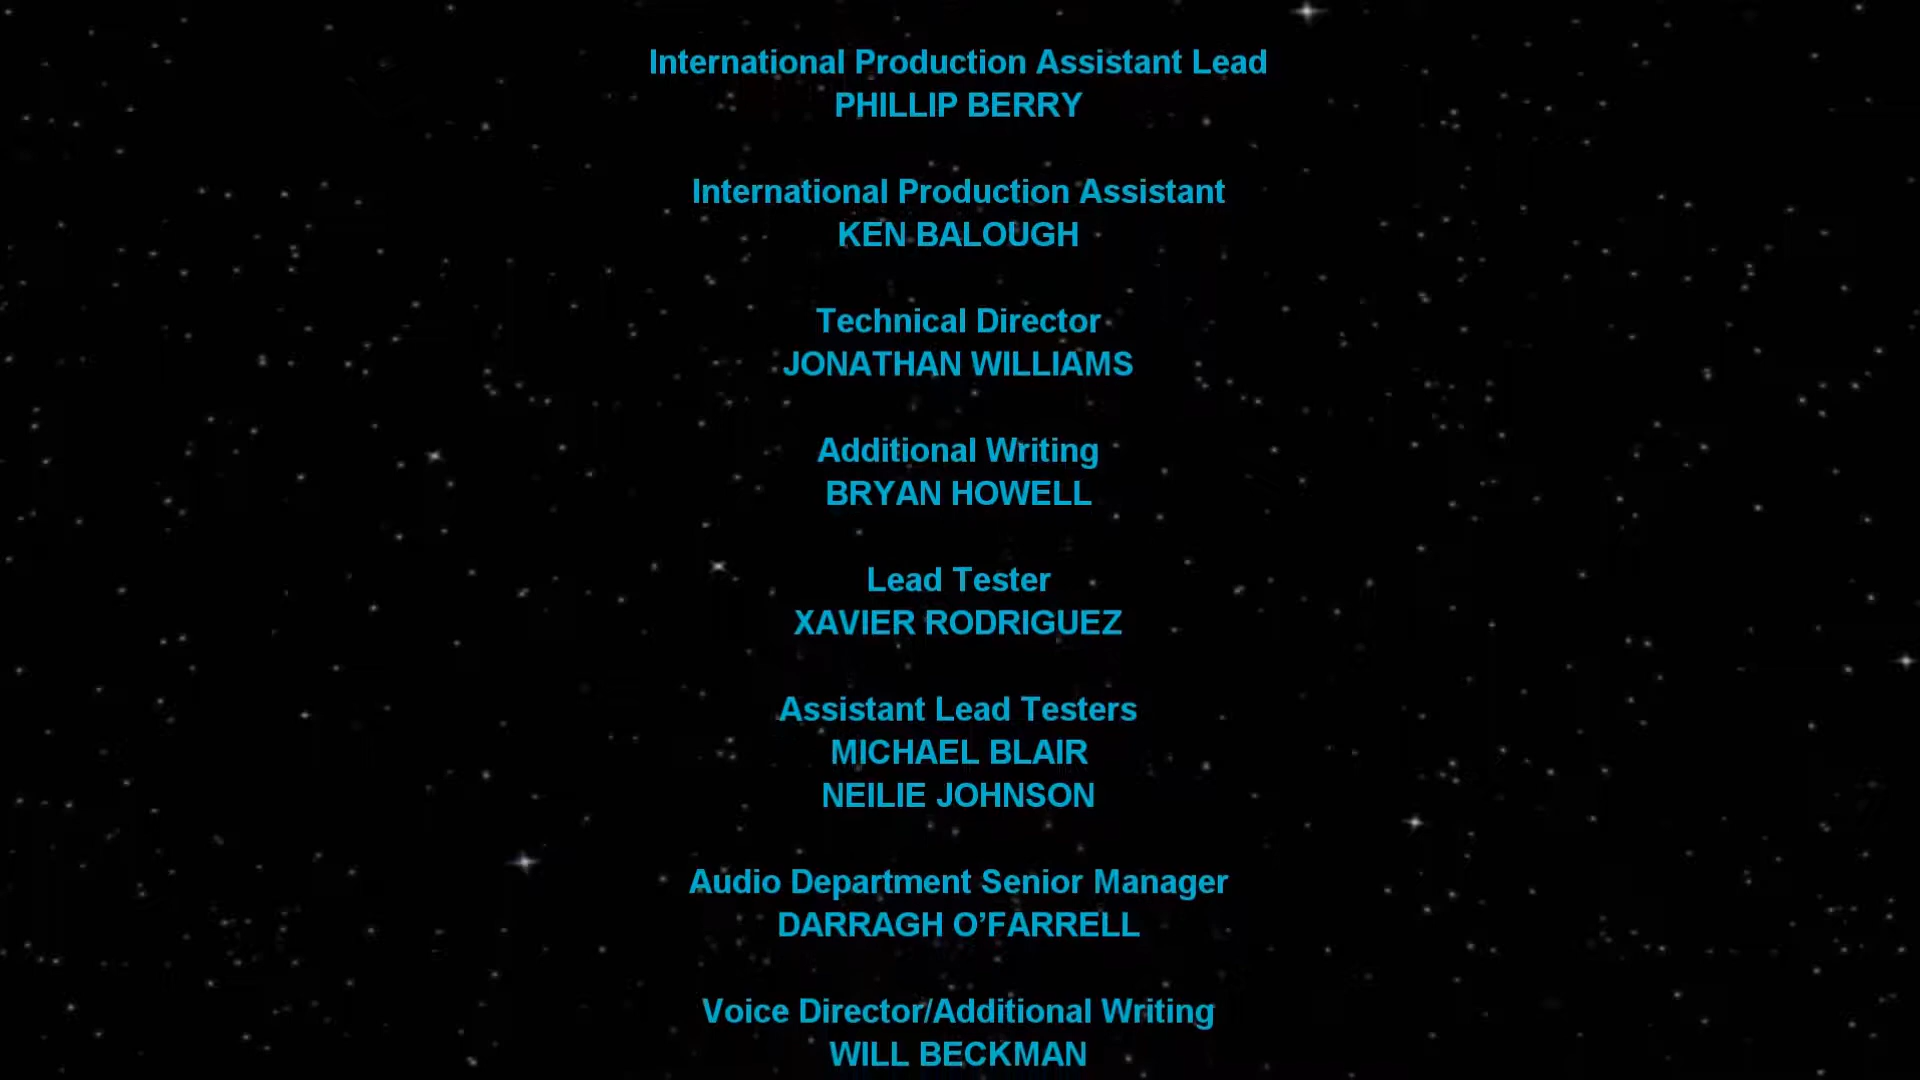 International Production Assistant Lead
PHILLIP BERRY
International Production Assistant
KEN BALOUGH
Technical Director
JONATHAN WILLIAMS
Additional Writing
BRYAN HOWELL
Lead Tester
XAVIER RODRIGUEZ
Assistant Lead Testers
MICHAEL BLAIR
NEILIE JOHNSON
Audio Department Senior Manager
DARRAGH O’FARRELL
Voice Director/Additional Writing
WILL BECKMAN